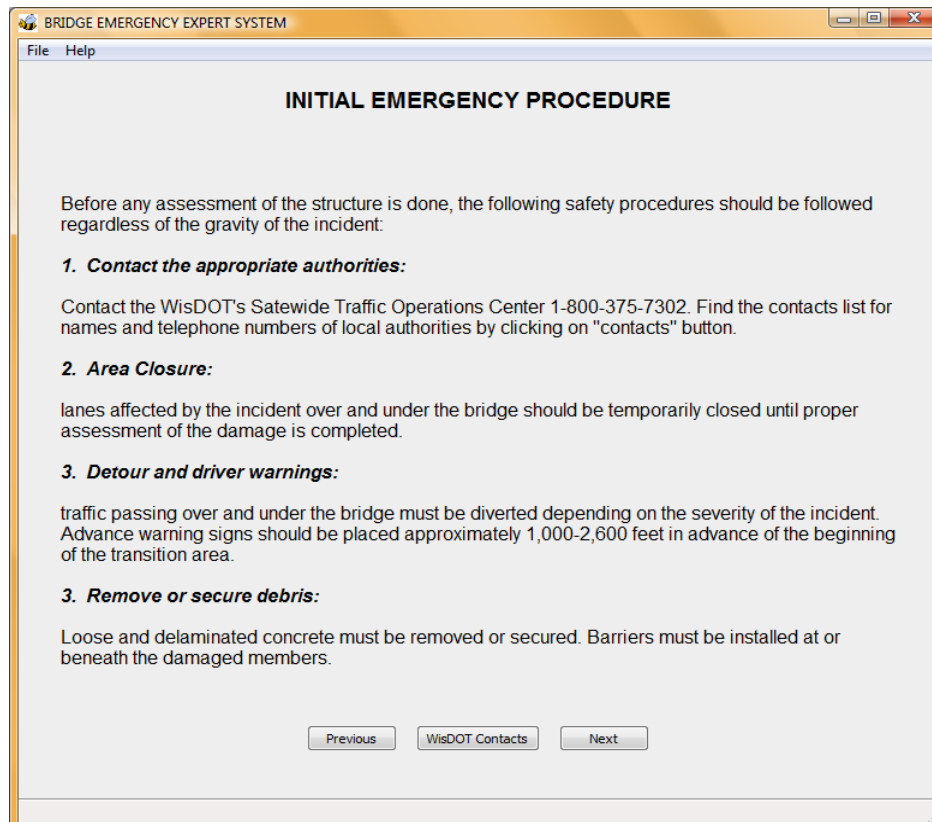 BRIDGE EMERGENCY EXPERT SYSTEM
File Help
INITIAL EMERGENCY PROCEDURE
Before any assessment of the structure is done, the following safety procedures should be followed
regardless of the gravity of the incident:
1. Contact the appropriate authorities:
Contact the WisDOT's Satewide Traffic Operations Center 1-800-375-7302. Find the contacts list for
names and telephone numbers of local authorities by clicking on "contacts" button.
2. Area Closure:
lanes affected by the incident over and under the bridge should be temporarily closed until proper
assessment of the damage is completed.
3. Detour and driver warnings:
traffic passing over and under the bridge must be diverted depending on the severity of the incident.
Advance warning signs should be placed approximately 1,000-2,600 feet in advance of the beginning
of the transition area.
3. Remove or secure debris:
Loose and delaminated concrete must be removed or secured. Barriers must be installed at or
beneath the damaged members.
Previous WisDOT Contacts Next